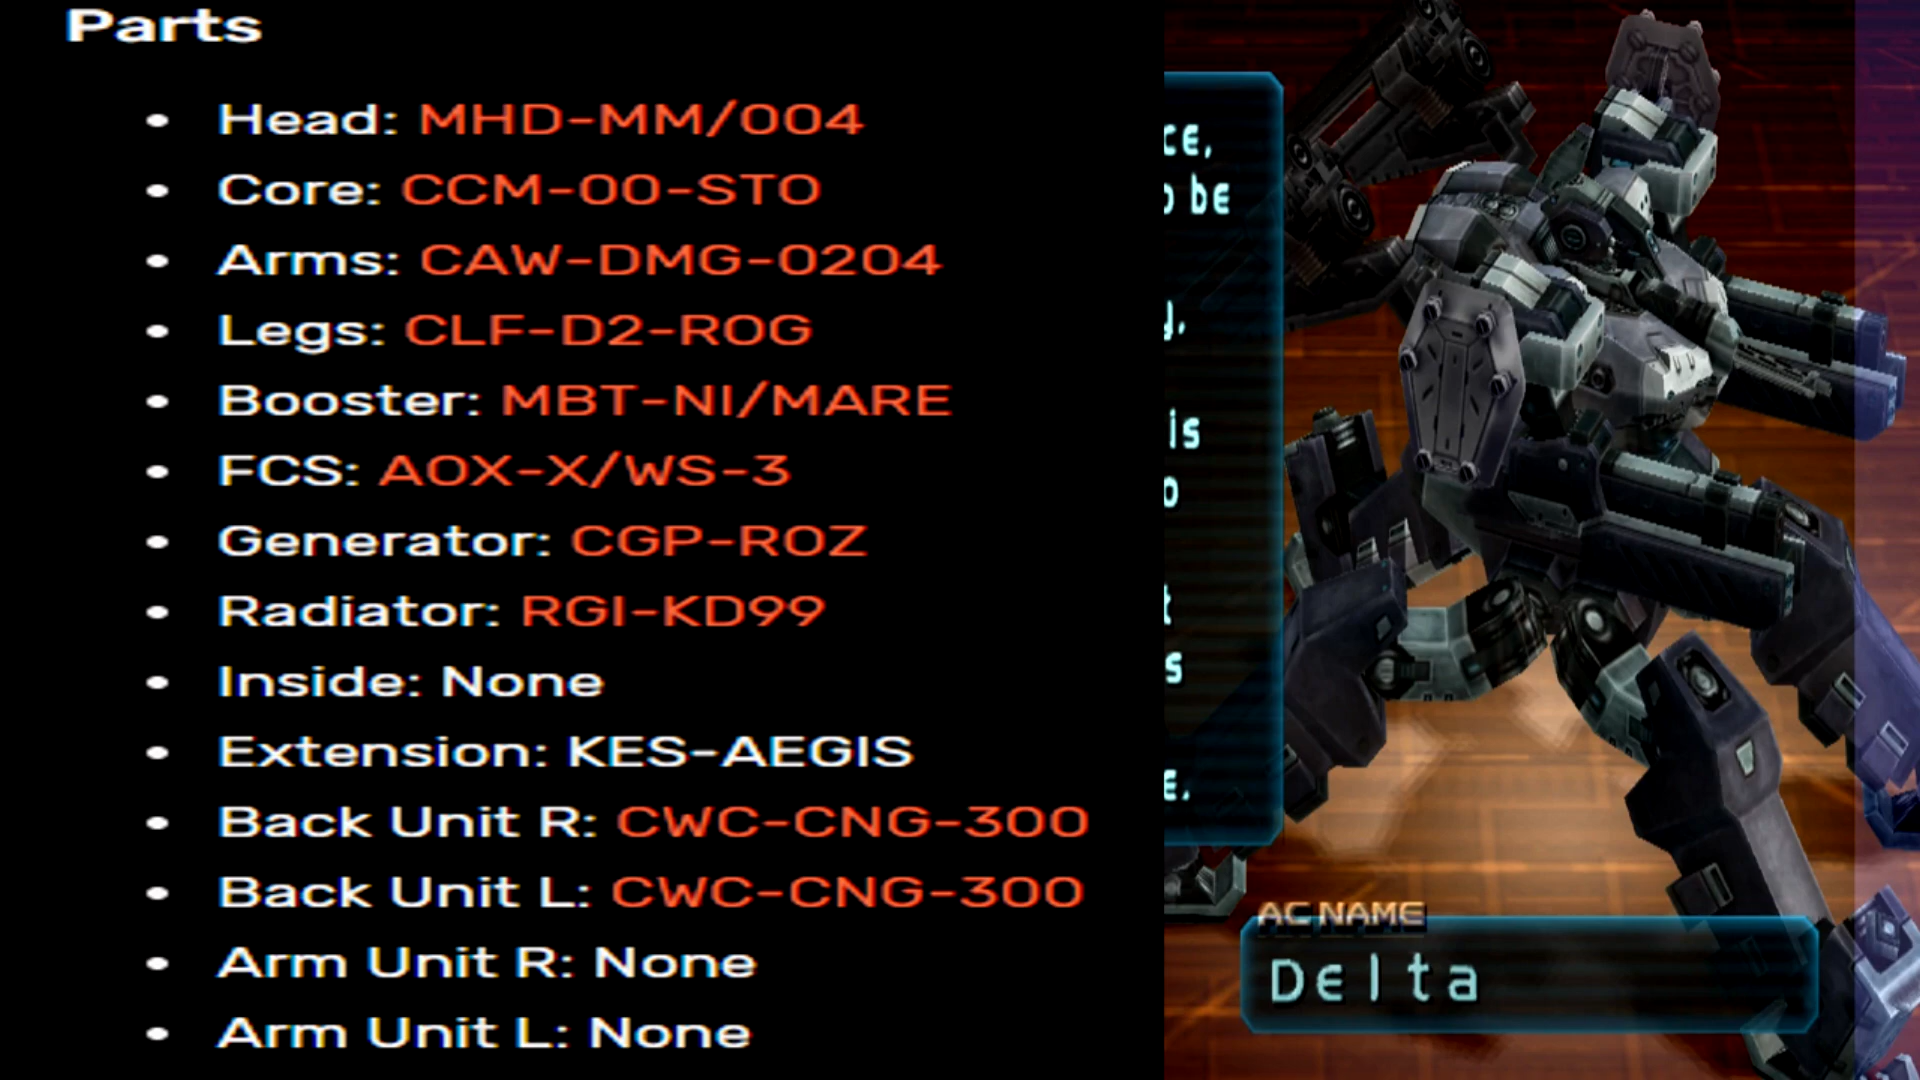 Parts
Head: MHD-MM/004
Core: CCM-00-STO
Arms: CAW-DMG-0204
Legs: CLF-D2-ROG
Booster: MBT-NI/MARE
FCS: AOX-X/WS-3
Generator: CGP-ROZ
Radiator: RGI-KD99
Inside: None
Extension: KES-AEGIS
Back Unit R: CWC-CNG-300
Back Unit L: CWC-CNG-300
Arm Unit R: None
Arm Unit L: None
be
is
AC NAME
Delta